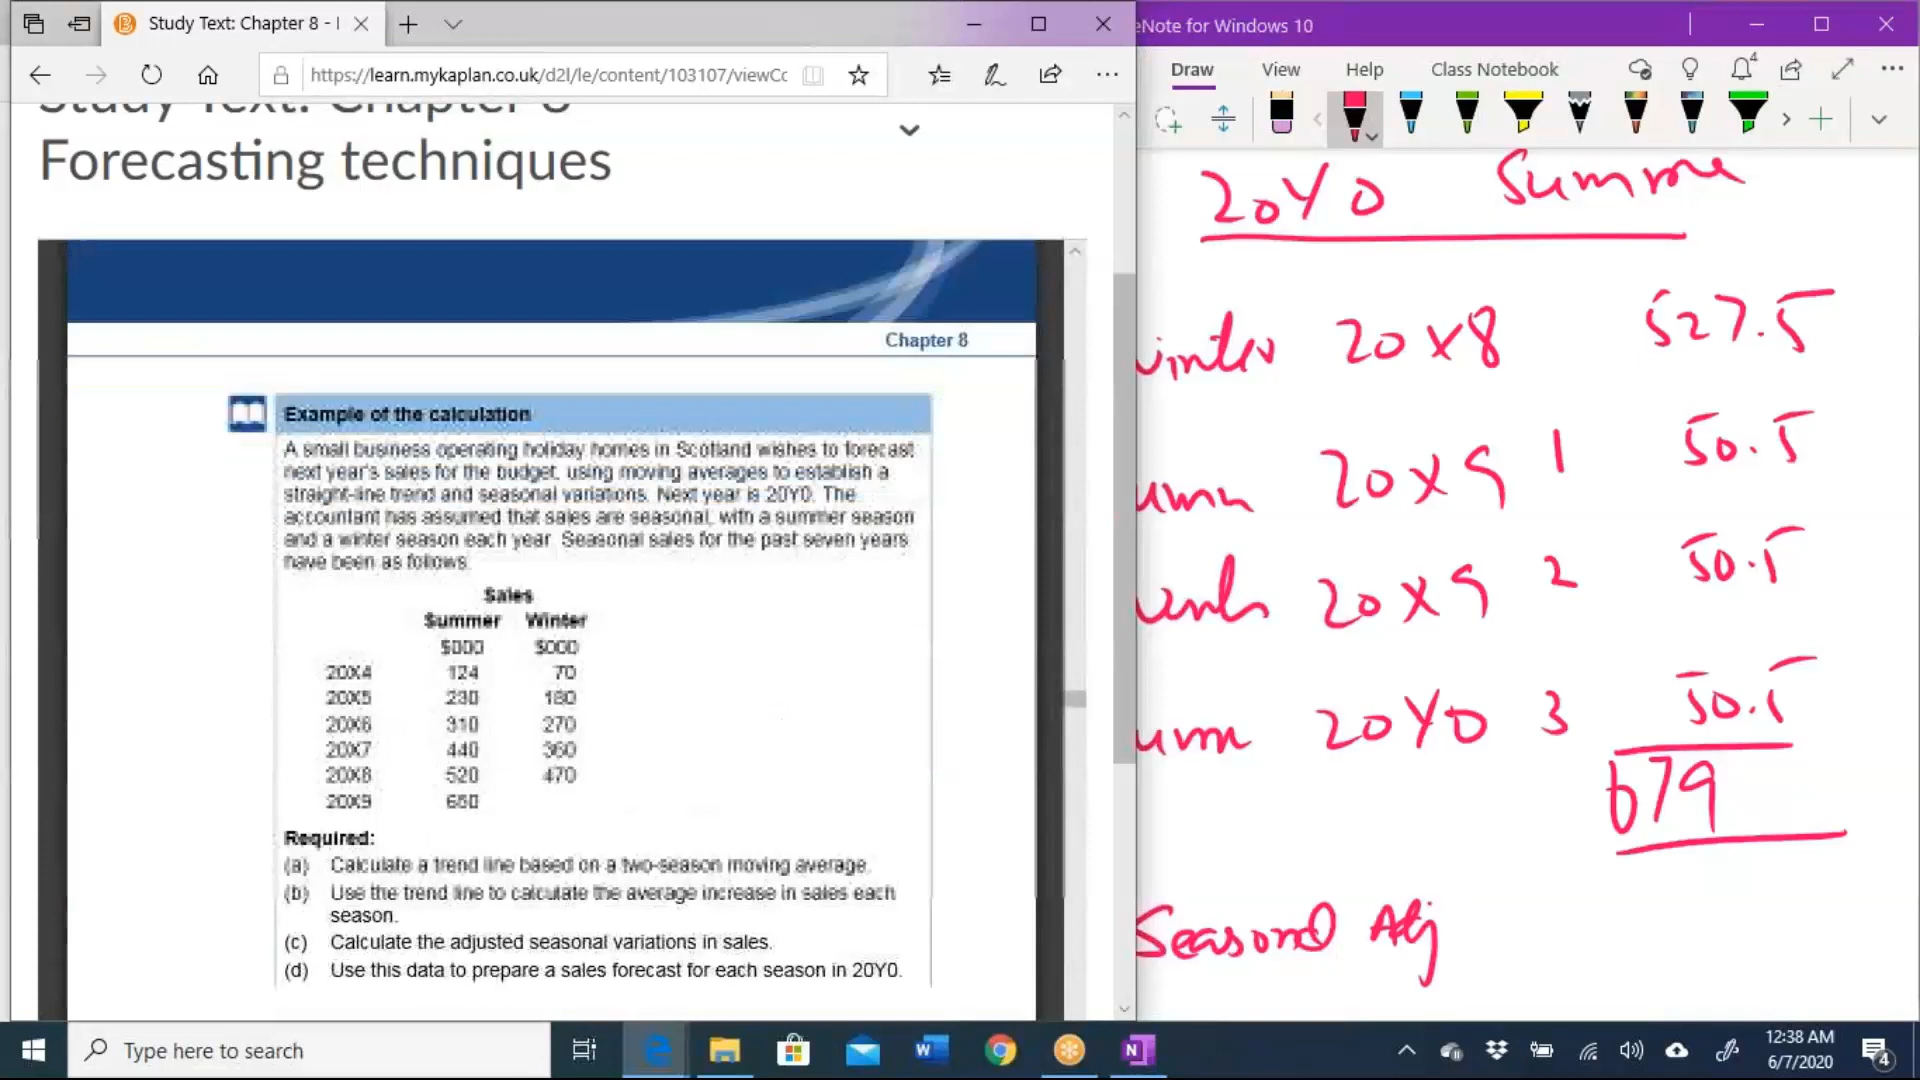 Study Text: Chapter 8 -
eNote for Windows 10
https://learn.mykaplan.co.uk/d2l/le/content/103107/viewCc
Draw View Help Class Notebook
4
Study Text: Chapter 8
Forecasting techniques
Chapter 8
Example of the calculation
A small business operating holiday homes in Scotland wishes to forecast
next year's sales for the budget, using moving averages to establish a
straight-line trend and seasonal variations. Next year is 20Y0. The
accountant has assumed that sales are seasonal, with a summer season
and a winter season each year. Seasonal sales for the past seven years
have been as follows:
Sales
Summer Winter
$000 $000
20X4 124 70
20X5 230 180
20X6 310 270
20X7 440 360
20X8 520 470
20X9 650
Required:
(a) Calculate a trend line based on a two-season moving average.
(b) Use the trend line to calculate the average increase in sales each
season.
(c) Calculate the adjusted seasonal variations in sales.
(d) Use this data to prepare a sales forecast for each season in 20Y0.
20Y0 Summe
winter 20X8 527.5
20X9 1 50.5
20X9 2 50.5
20Y0 3 50.5
679
Seasonal Adj
Type here to search
12:38 AM
6/7/2020
4